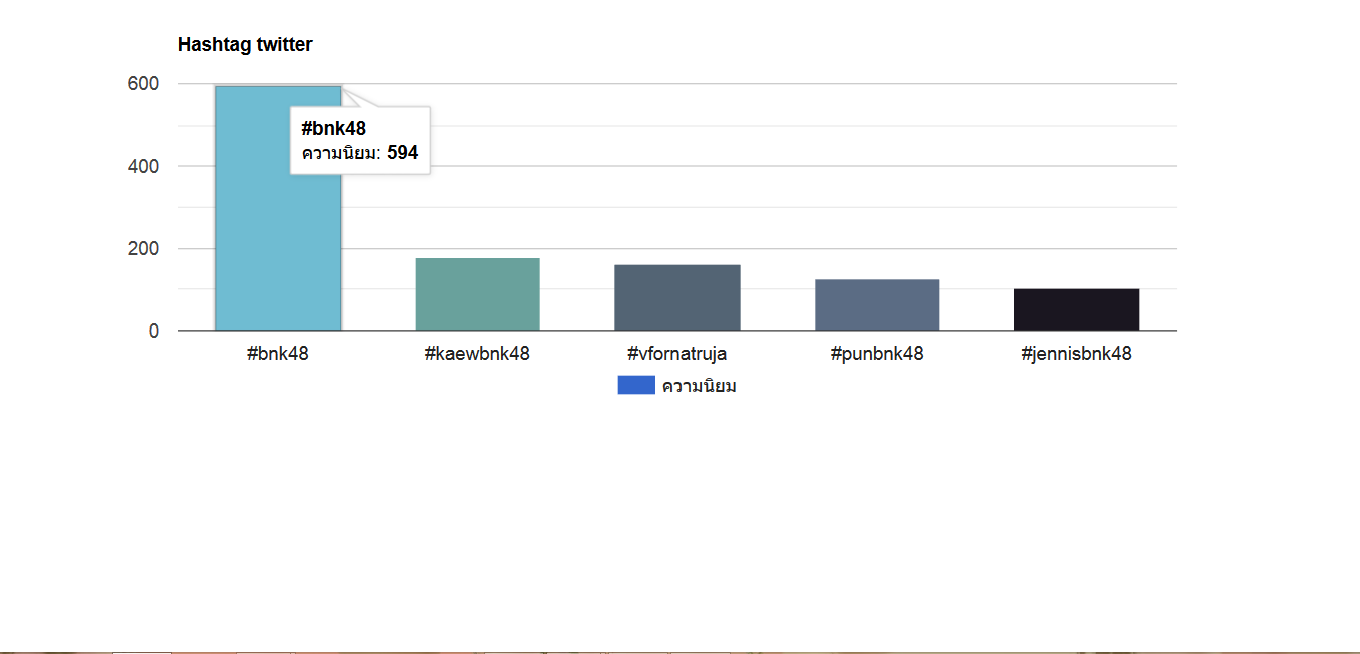 Hashtag twitter
600
#bnk48
ความนิยม: 594
400
200
0
#bnk48 #kaewbnk48 #vfornatruja #punbnk48 #jennisbnk48
ความนิยม